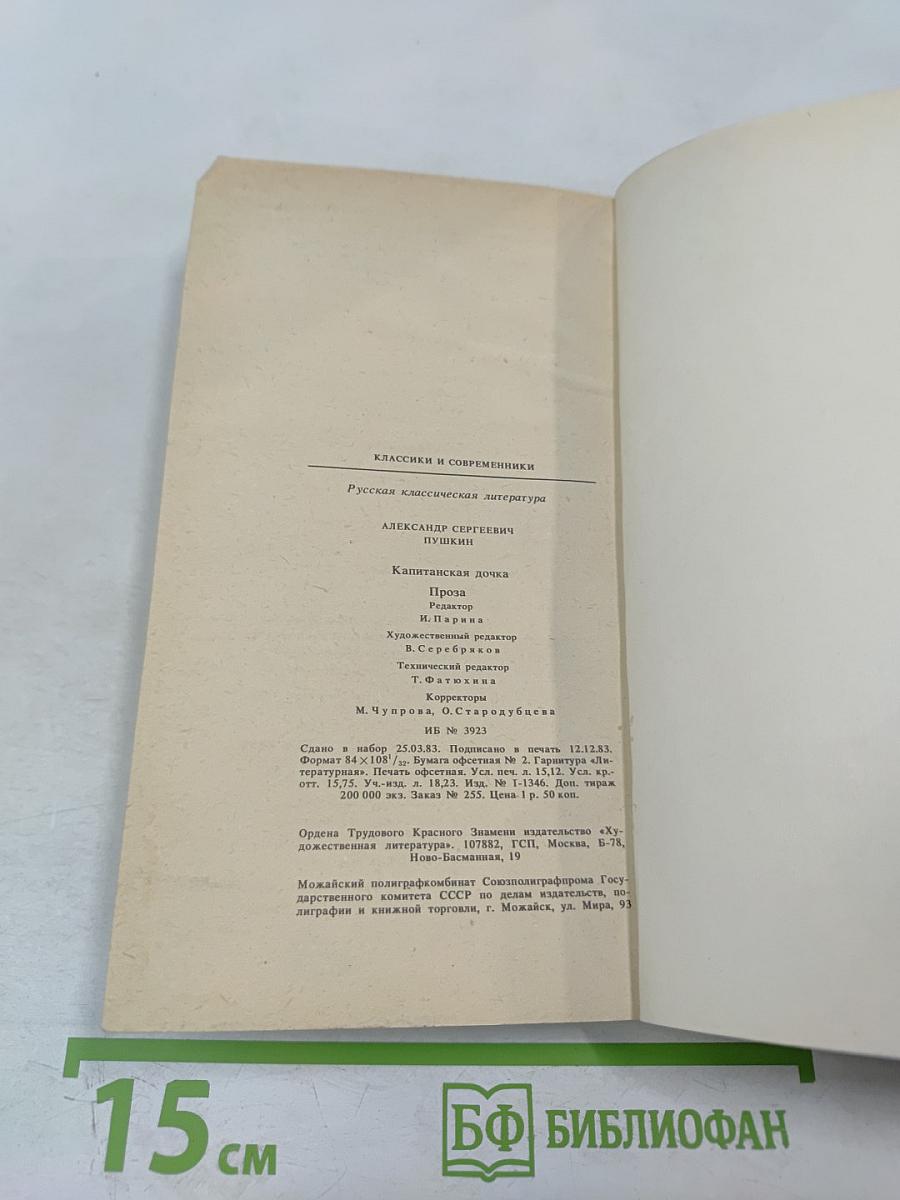 КЛАССИКИ И СОВРЕМЕННИКИ
Русская классическая литература
АЛЕКСАНДР СЕРГЕЕВИЧ
ПУШКИН
Капитанская дочка
Проза
Редактор
И. Парина
Художественный редактор
В. Серебряков
Технический редактор
Т. Фатюхина
Корректоры
М. Чупрова, О. Стародубцева
ИБ № 3923
Сдано в набор 25.03.83. Подписано в печать 12.12.83.
Формат 84×108¹/₃₂. Бумага офсетная № 2. Гарнитура «Ли-
тературная». Печать офсетная. Усл. печ. л. 15,12. Усл. кр.-
отт. 15,75. Уч.-изд. л. 18,23. Изд. № I-1346. Доп. тираж
200 000 экз. Заказ № 255. Цена 1 р. 50 коп.
Ордена Трудового Красного Знамени издательство «Ху-
дожественная литература». 107882, ГСП, Москва, Б-78,
Ново-Басманная, 19
Можайский полиграфкомбинат Союзполиграфпрома Госу-
дарственного комитета СССР по делам издательств, по-
лиграфии и книжной торговли, г. Можайск, ул. Мира, 93
15 см
БФ БИБЛИОФАН